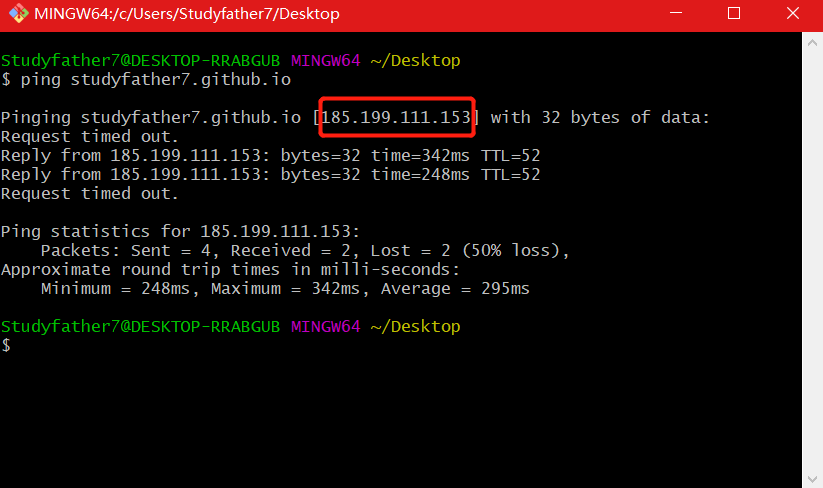 MINGW64:/c/Users/Studyfather7/Desktop
Studyfather7@DESKTOP-RRABGUB MINGW64 ~/Desktop
$ ping studyfather7.github.io
Pinging studyfather7.github.io [185.199.111.153] with 32 bytes of data:
Request timed out.
Reply from 185.199.111.153: bytes=32 time=342ms TTL=52
Reply from 185.199.111.153: bytes=32 time=248ms TTL=52
Request timed out.
Ping statistics for 185.199.111.153:
Packets: Sent = 4, Received = 2, Lost = 2 (50% loss),
Approximate round trip times in milli-seconds:
Minimum = 248ms, Maximum = 342ms, Average = 295ms
Studyfather7@DESKTOP-RRABGUB MINGW64 ~/Desktop
$